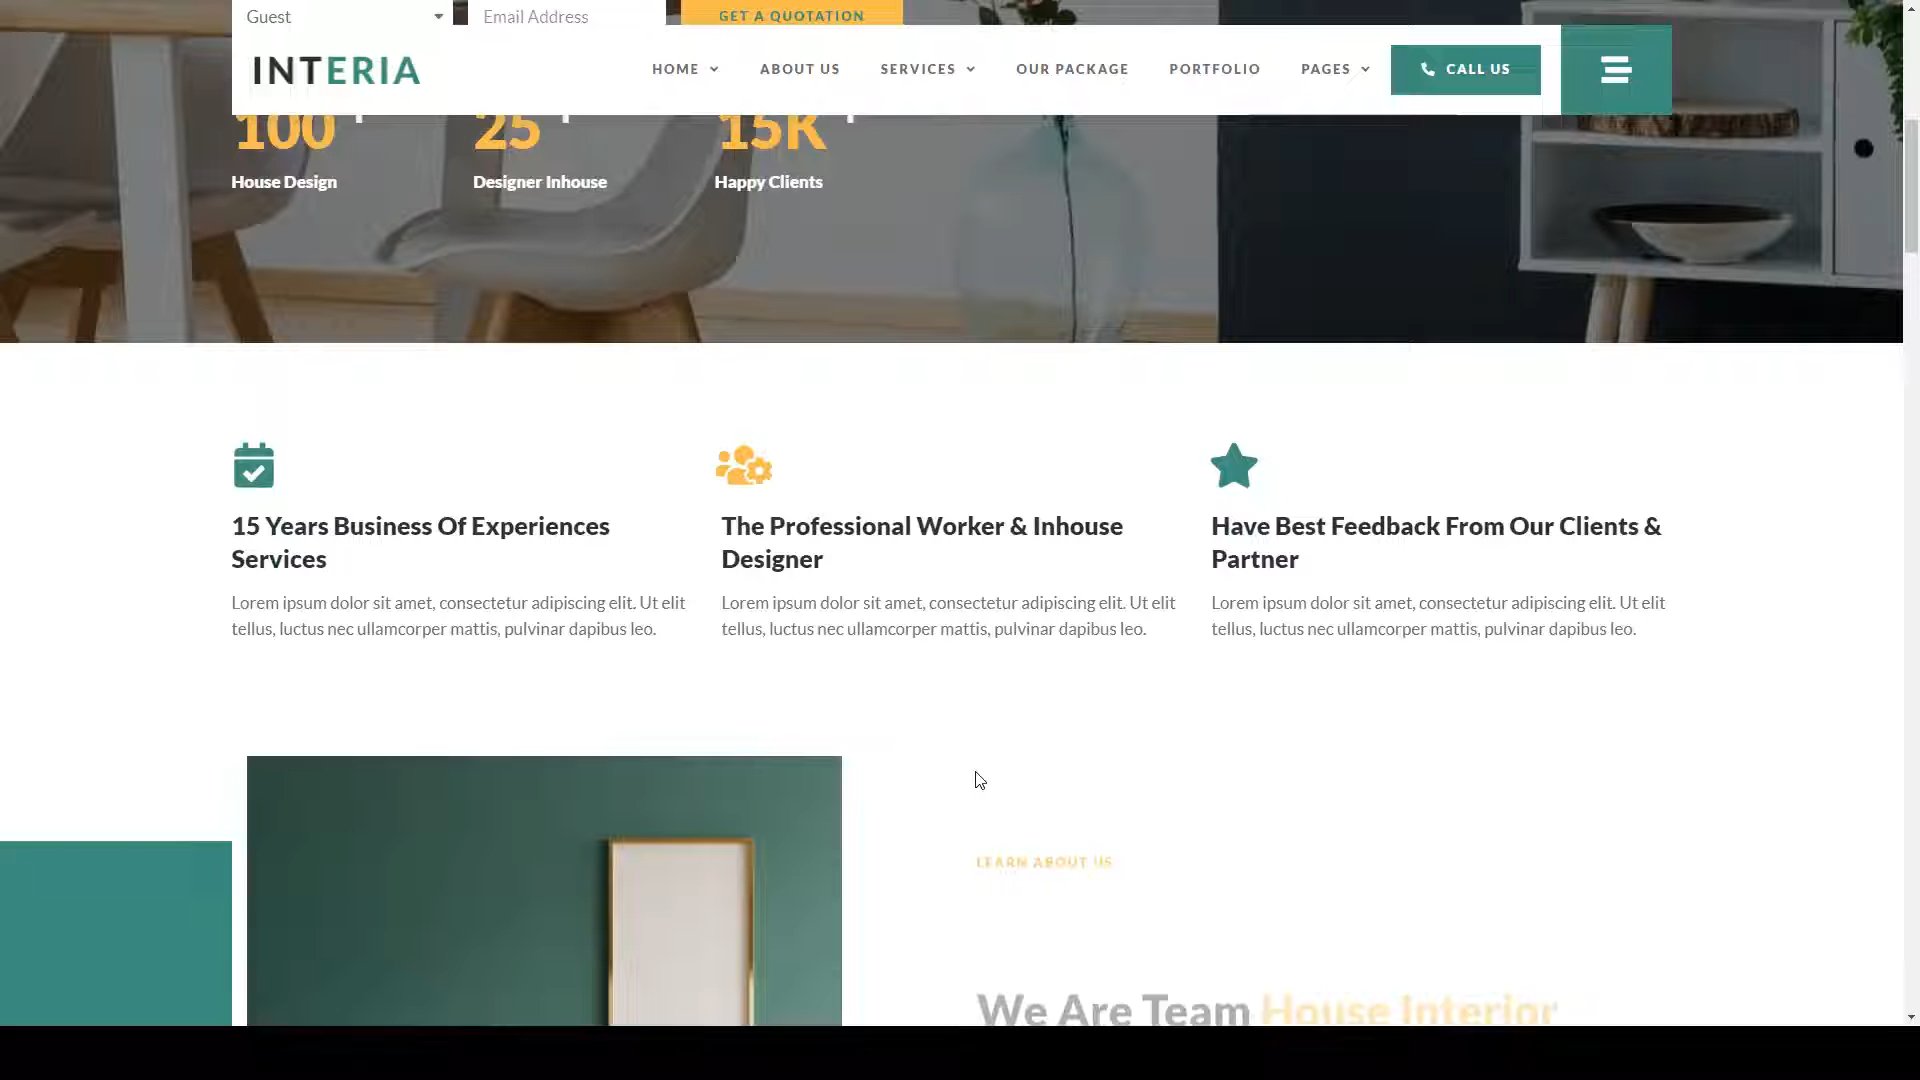 Guest
Email Address
GET A QUOTATION
INTERIA
HOME
ABOUT US
SERVICES
OUR PACKAGE
PORTFOLIO
PAGES
CALL US
100
25
15K
House Design
Designer Inhouse
Happy Clients
15 Years Business Of Experiences
Services
Lorem ipsum dolor sit amet, consectetur adipiscing elit. Ut elit
tellus, luctus nec ullamcorper mattis, pulvinar dapibus leo.
The Professional Worker & Inhouse
Designer
Lorem ipsum dolor sit amet, consectetur adipiscing elit. Ut elit
tellus, luctus nec ullamcorper mattis, pulvinar dapibus leo.
Have Best Feedback From Our Clients &
Partner
Lorem ipsum dolor sit amet, consectetur adipiscing elit. Ut elit
tellus, luctus nec ullamcorper mattis, pulvinar dapibus leo.
LEARN ABOUT US
We Are Team House Interior